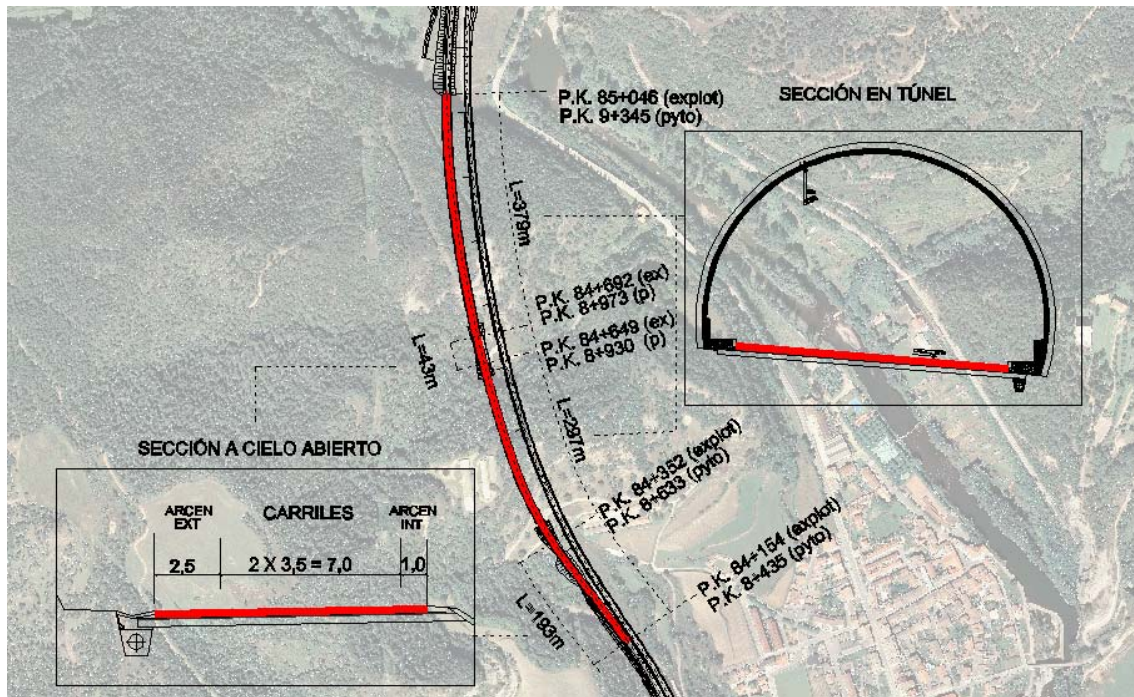 P.K. 85+046 (explot)
P.K. 9+345 (pyto)
SECCIÓN EN TÚNEL
L=379m
P.K. 84+692 (ex)
P.K. 8+973 (p)
P.K. 84+649 (ex)
P.K. 8+930 (p)
L=43m
L=297m
SECCIÓN A CIELO ABIERTO
P.K. 84+352 (explot)
P.K. 8+633 (pyto)
ARCEN
EXT
CARRILES
ARCEN
INT
2,5
2 X 3,5 = 7,0
1,0
P.K. 84+154 (explot)
P.K. 8+435 (pyto)
L=193m